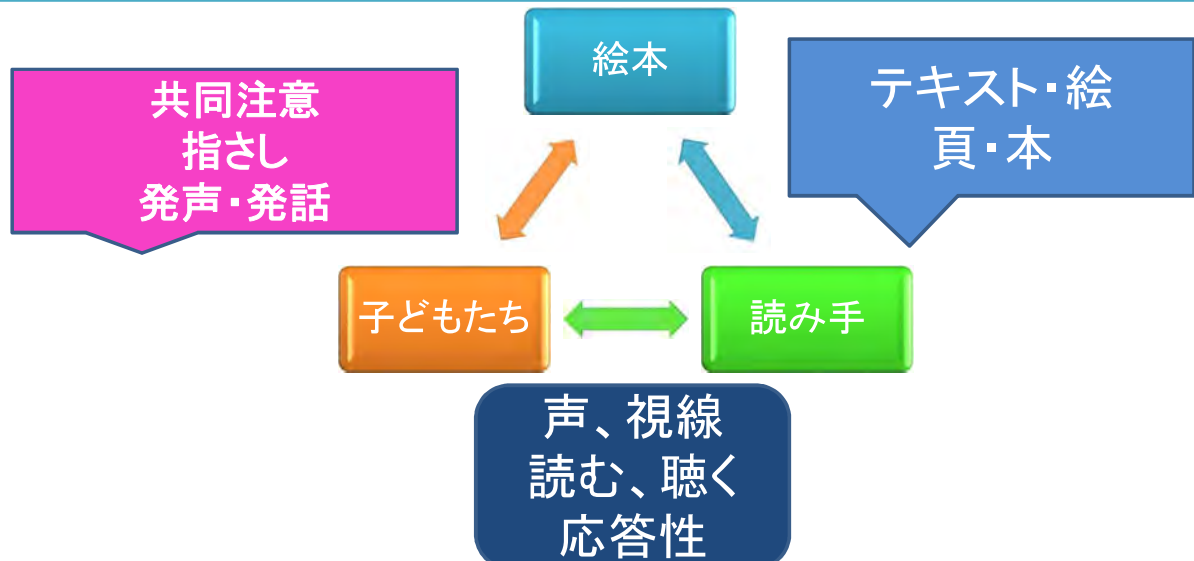 絵本
共同注意
指さし
発声・発話
テキスト・絵
頁・本
子どもたち
読み手
声、視線
読む、聴く
応答性